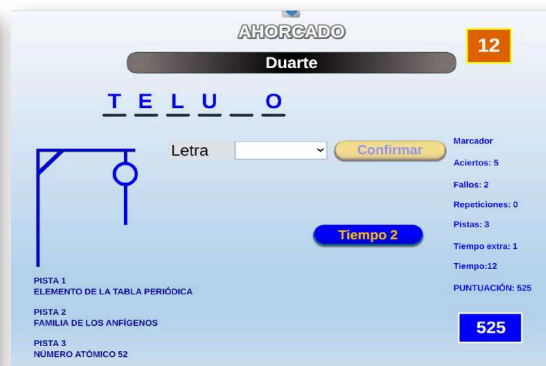 AHORCADO
12
Duarte
T E L U _ O
Letra
Confirmar
Marcador
Aciertos: 5
Fallos: 2
Repeticiones: 0
Pistas: 3
Tiempo 2
Tiempo extra: 1
Tiempo:12
PISTA 1
ELEMENTO DE LA TABLA PERIÓDICA
PUNTUACIÓN: 525
PISTA 2
FAMILIA DE LOS ANFÍGENOS
525
PISTA 3
NÚMERO ATÓMICO 52